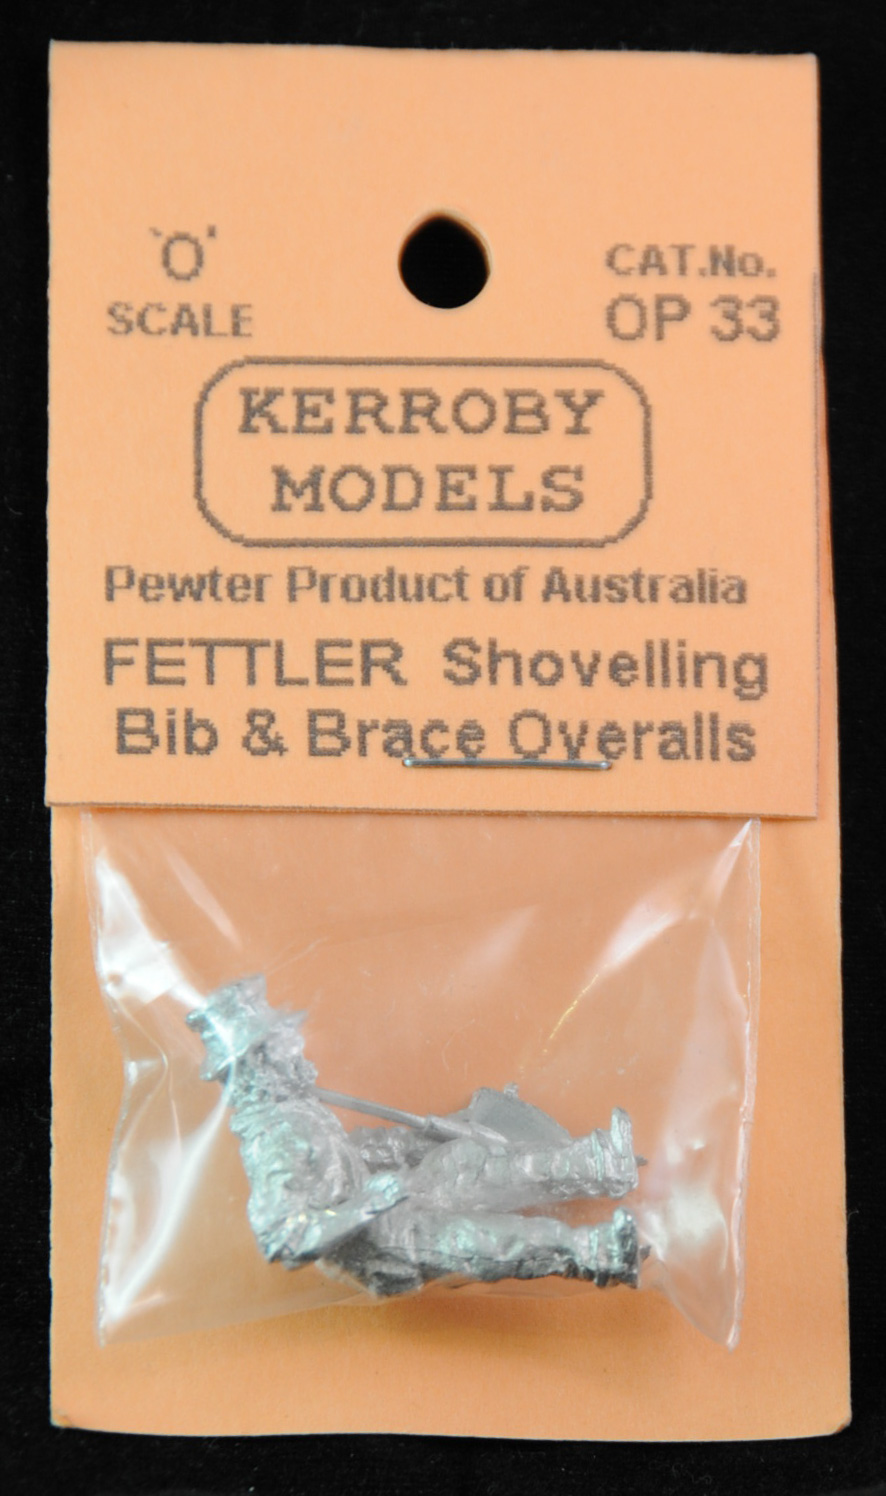 'O'
SCALE
CAT.No.
OP 33
KERROBY
MODELS
Pewter Product of Australia
FETTLER Shovelling
Bib & Brace Overalls